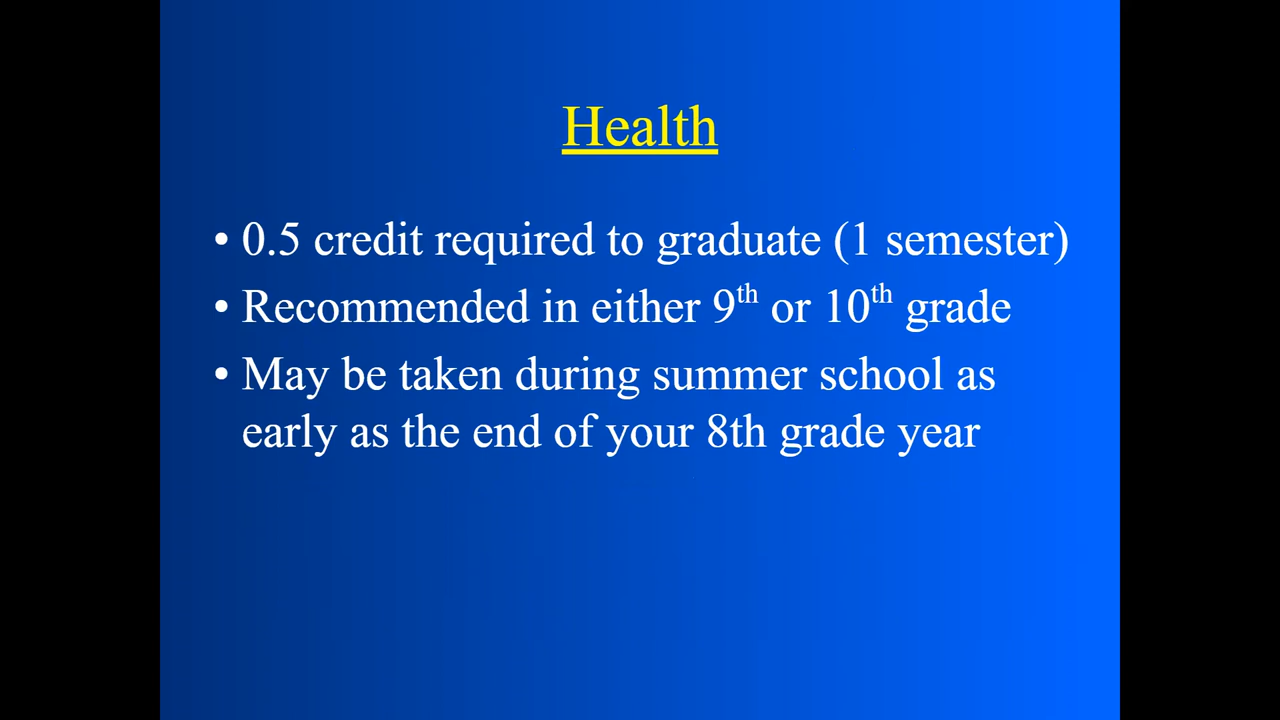 Health
• 0.5 credit required to graduate (1 semester)
• Recommended in either 9th or 10th grade
• May be taken during summer school as
early as the end of your 8th grade year